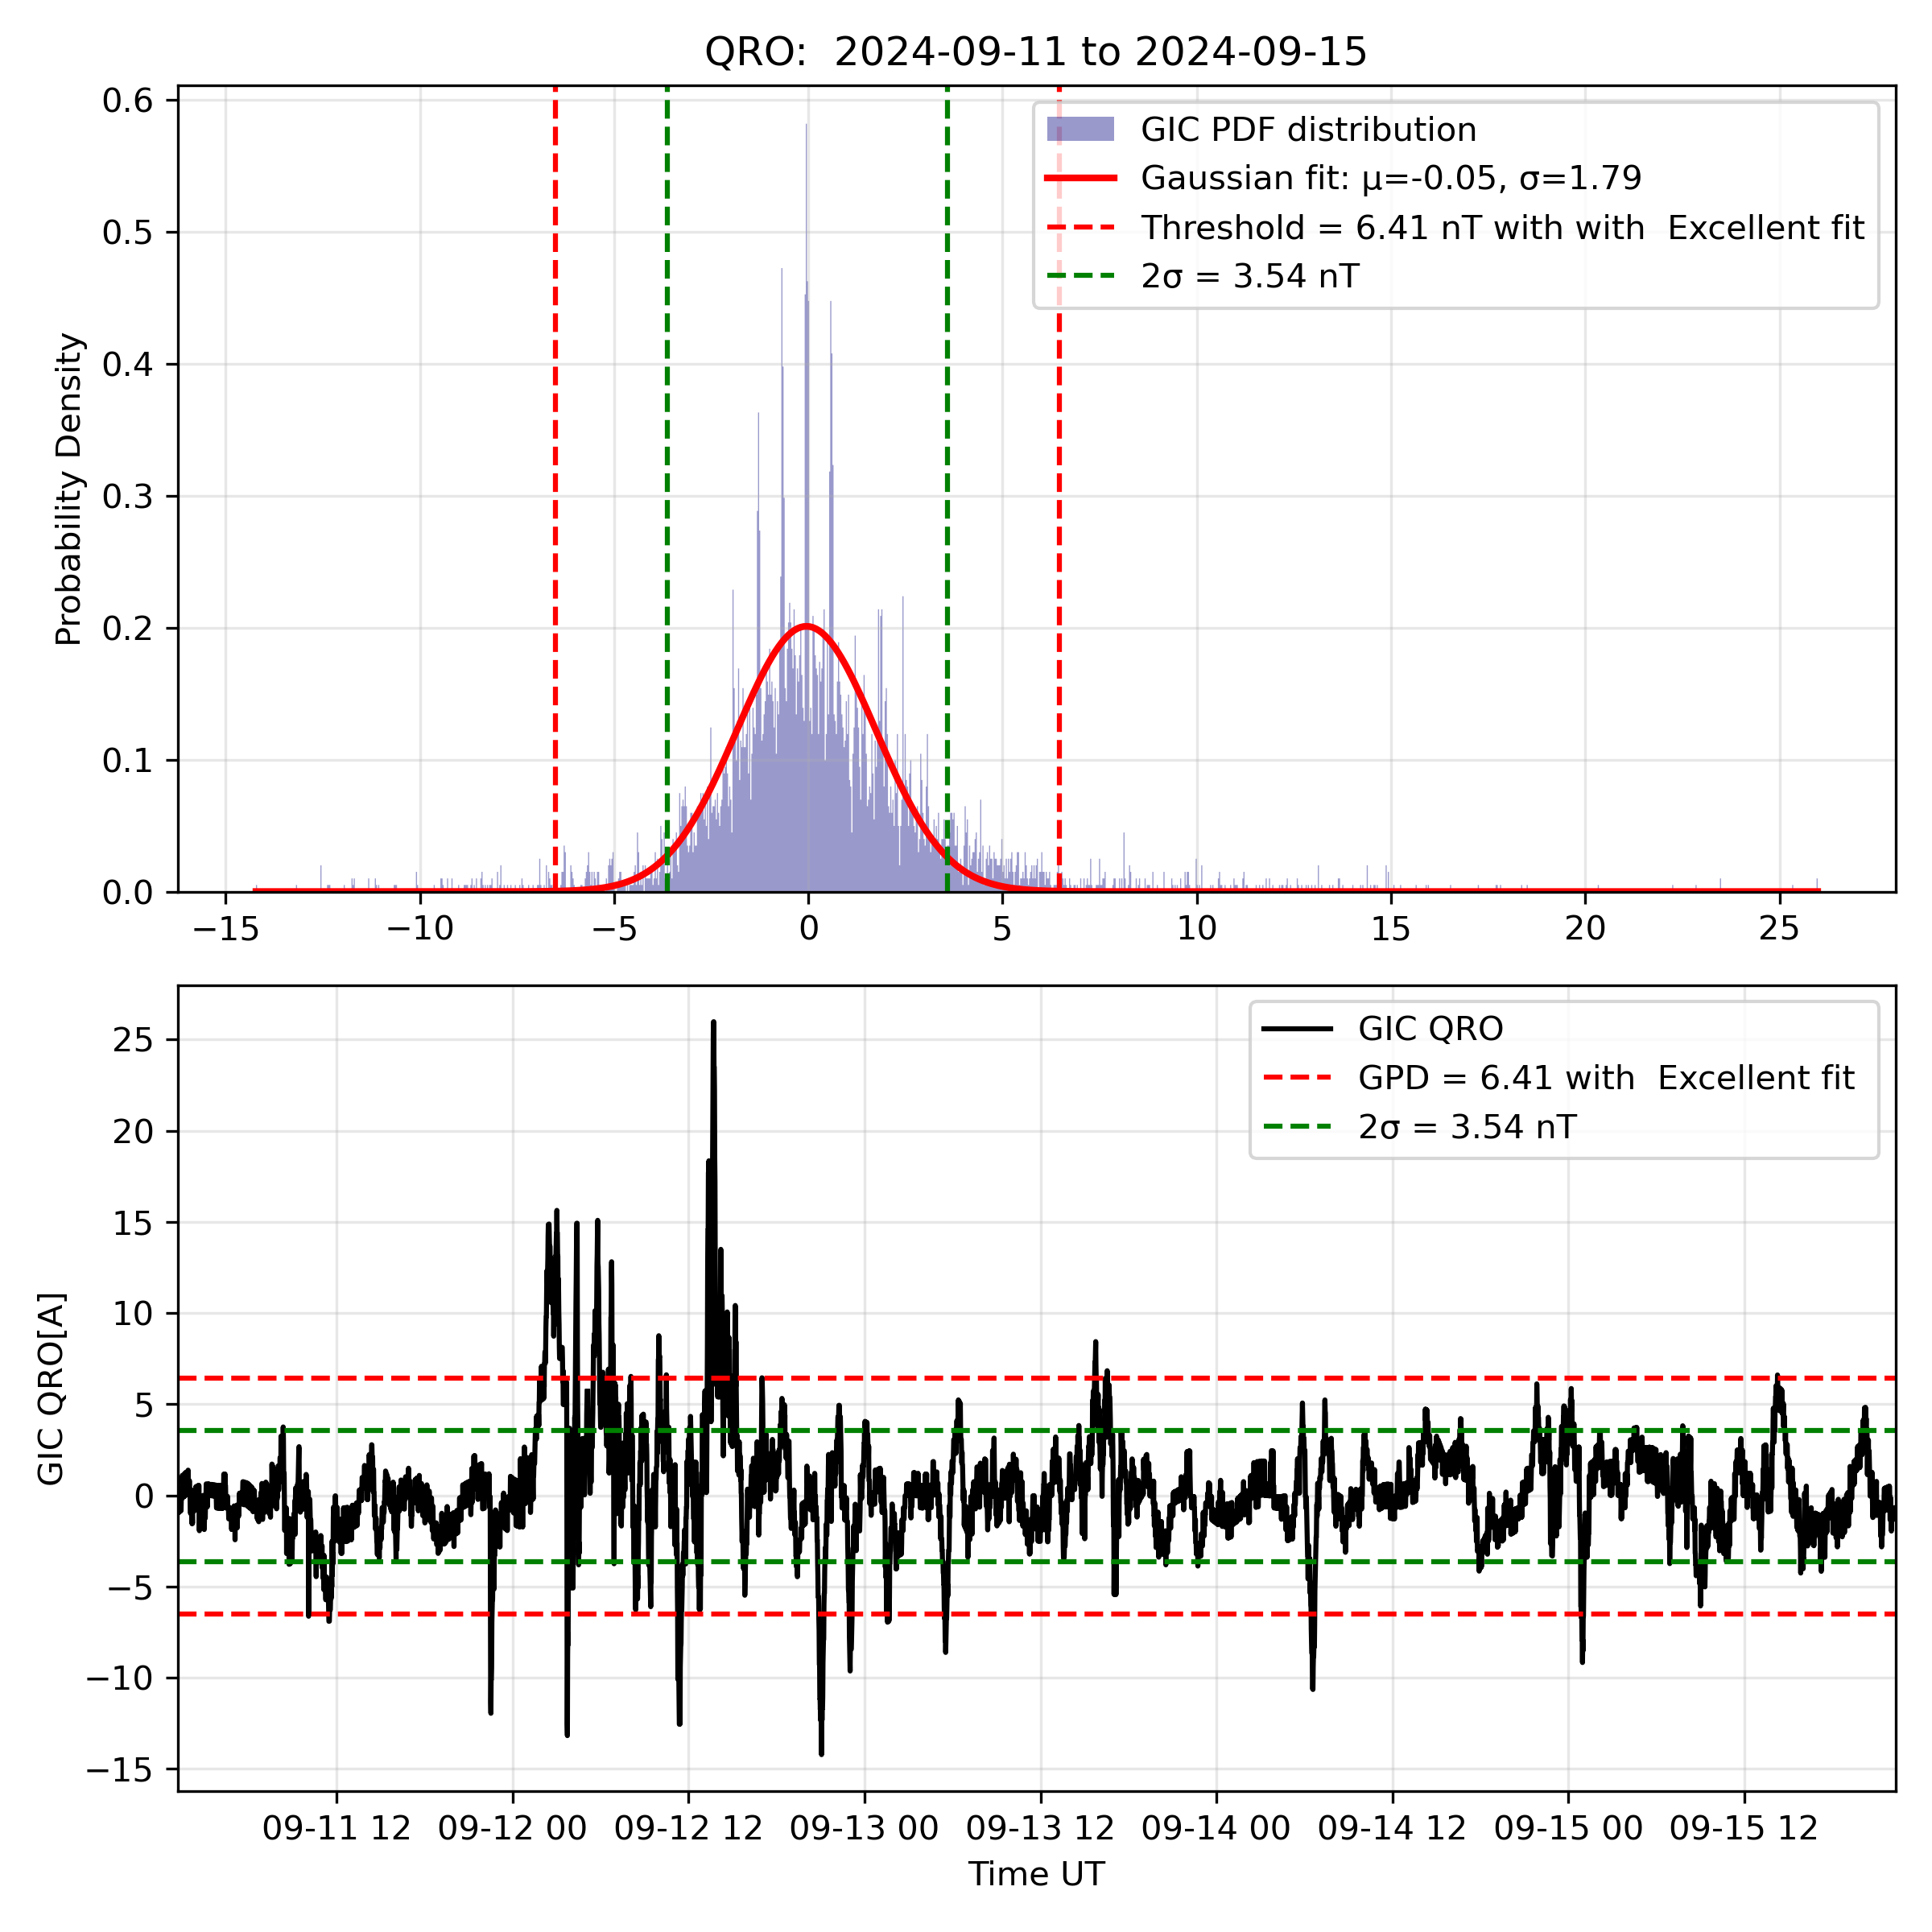 QRO:  2024-09-11 to 2024-09-15
Probability Density
0.6
0.5
0.4
0.3
0.2
0.1
0.0
GIC PDF distribution
Gaussian fit: μ=-0.05, σ=1.79
Threshold = 6.41 nT with with  Excellent fit
2σ = 3.54 nT
−15 −10 −5 0 5 10 15 20 25
GIC QRO[A]
25
20
15
10
5
0
−5
−10
−15
GIC QRO
GPD = 6.41 with  Excellent fit
2σ = 3.54 nT
09-11 12 09-12 00 09-12 12 09-13 00 09-13 12 09-14 00 09-14 12 09-15 00 09-15 12
Time UT